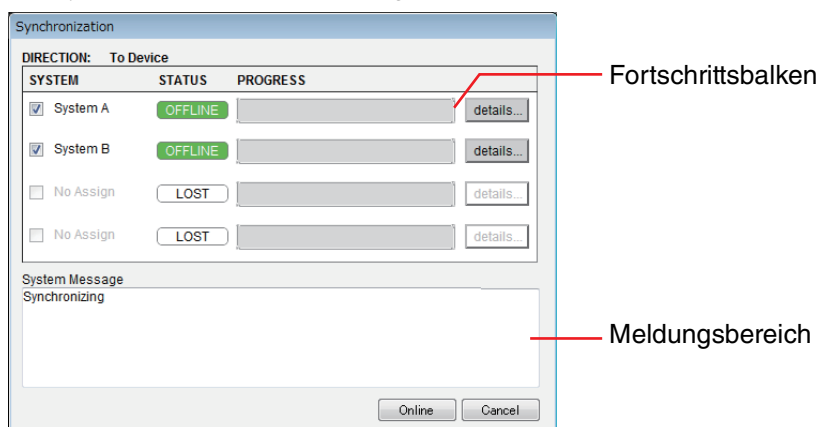 Synchronization
DIRECTION: To Device
SYSTEM STATUS PROGRESS
Fortschrittsbalken
System A OFFLINE details...
System B OFFLINE details...
No Assign LOST details...
No Assign LOST details...
System Message
Synchronizing
Meldungsbereich
Online Cancel